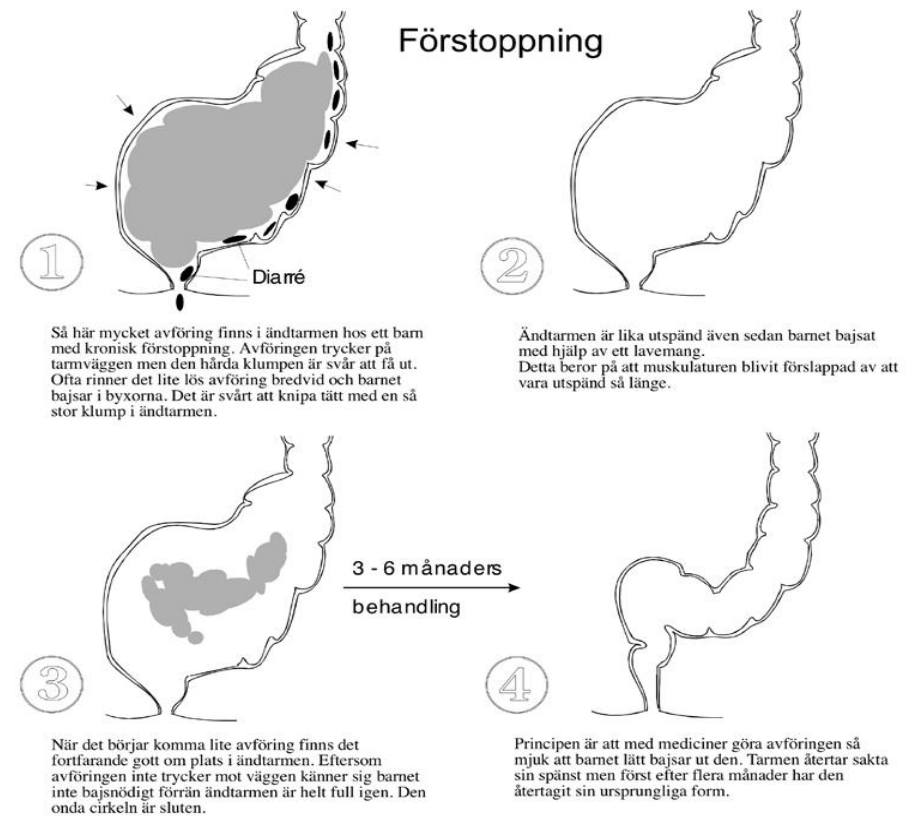 Förstoppning
1
Diarré
Så här mycket avföring finns i ändtarmen hos ett barn
med kronisk förstoppning. Avföringen trycker på
tarmväggen men den hårda klumpen är svår att få ut.
Ofta rinner det lite lös avföring bredvid och barnet
bajsar i byxorna. Det är svårt att knipa tätt med en så
stor klump i ändtarmen.
2
Ändtarmen är lika utspänd även sedan barnet bajsat
med hjälp av ett lavemang.
Detta beror på att muskulaturen blivit förslappad av att
vara utspänd så länge.
3
3 - 6 månaders
behandling
När det börjar komma lite avföring finns det
fortfarande gott om plats i ändtarmen. Eftersom
avföringen inte trycker mot väggen känner sig barnet
inte bajsnödigt förrän ändtarmen är helt full igen. Den
onda cirkeln är sluten.
4
Principen är att med mediciner göra avföringen så
mjuk att barnet lätt bajsar ut den. Tarmen återtar sakta
sin spänst men först efter flera månader har den
återtagit sin ursprungliga form.